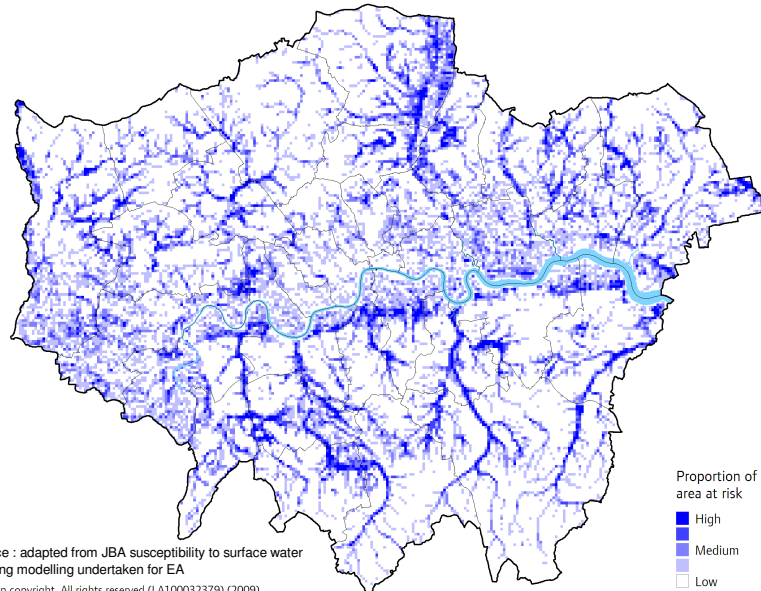 Proportion of
area at risk
High
Medium
Low
ce : adapted from JBA susceptibility to surface water
ng modelling undertaken for EA
n copyright. All rights reserved (LA100032379) (2009)